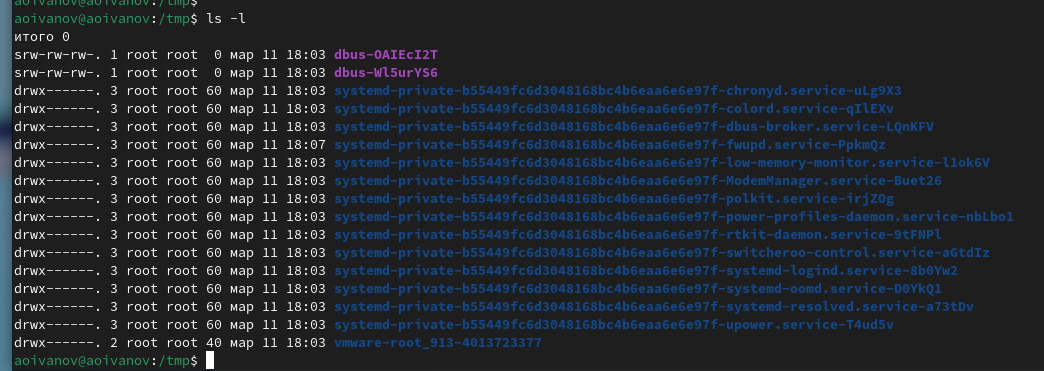 aoivanov@aoivanov:/tmp$
aoivanov@aoivanov:/tmp$ ls -l
итого 0
srw-rw-rw-. 1 root root  0 мар 11 18:03 dbus-OAIEcI2T
srw-rw-rw-. 1 root root  0 мар 11 18:03 dbus-Wl5urYS6
drwx------. 3 root root 60 мар 11 18:03 systemd-private-b55449fc6d3048168bc4b6eaa6e6e97f-chronyd.service-uLg9X3
drwx------. 3 root root 60 мар 11 18:03 systemd-private-b55449fc6d3048168bc4b6eaa6e6e97f-colord.service-qIlEXv
drwx------. 3 root root 60 мар 11 18:03 systemd-private-b55449fc6d3048168bc4b6eaa6e6e97f-dbus-broker.service-LQnKFV
drwx------. 3 root root 60 мар 11 18:07 systemd-private-b55449fc6d3048168bc4b6eaa6e6e97f-fwupd.service-PpkmQz
drwx------. 3 root root 60 мар 11 18:03 systemd-private-b55449fc6d3048168bc4b6eaa6e6e97f-low-memory-monitor.service-l1ok6V
drwx------. 3 root root 60 мар 11 18:03 systemd-private-b55449fc6d3048168bc4b6eaa6e6e97f-ModemManager.service-Buet26
drwx------. 3 root root 60 мар 11 18:03 systemd-private-b55449fc6d3048168bc4b6eaa6e6e97f-polkit.service-irjZOg
drwx------. 3 root root 60 мар 11 18:03 systemd-private-b55449fc6d3048168bc4b6eaa6e6e97f-power-profiles-daemon.service-nbLbo1
drwx------. 3 root root 60 мар 11 18:03 systemd-private-b55449fc6d3048168bc4b6eaa6e6e97f-rtkit-daemon.service-9tFNPl
drwx------. 3 root root 60 мар 11 18:03 systemd-private-b55449fc6d3048168bc4b6eaa6e6e97f-switcheroo-control.service-aGtdIz
drwx------. 3 root root 60 мар 11 18:03 systemd-private-b55449fc6d3048168bc4b6eaa6e6e97f-systemd-logind.service-8b0Yw2
drwx------. 3 root root 60 мар 11 18:03 systemd-private-b55449fc6d3048168bc4b6eaa6e6e97f-systemd-oomd.service-D0YkQ1
drwx------. 3 root root 60 мар 11 18:03 systemd-private-b55449fc6d3048168bc4b6eaa6e6e97f-systemd-resolved.service-a73tDv
drwx------. 3 root root 60 мар 11 18:03 systemd-private-b55449fc6d3048168bc4b6eaa6e6e97f-upower.service-T4ud5v
drwx------. 2 root root 40 мар 11 18:03 vmware-root_913-4013723377
aoivanov@aoivanov:/tmp$